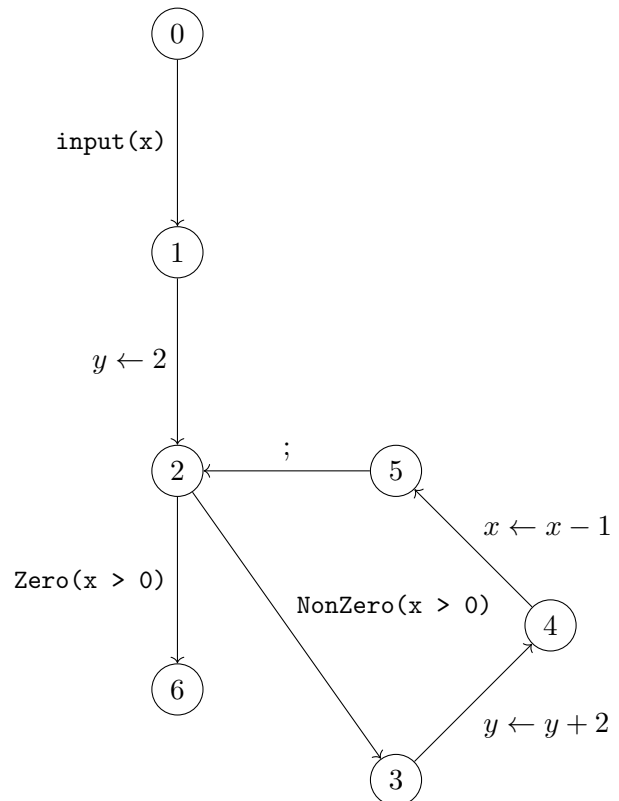 0
input(x)
1
y ← 2
2
;
5
x ← x − 1
Zero(x > 0)
NonZero(x > 0)
4
6
y ← y + 2
3